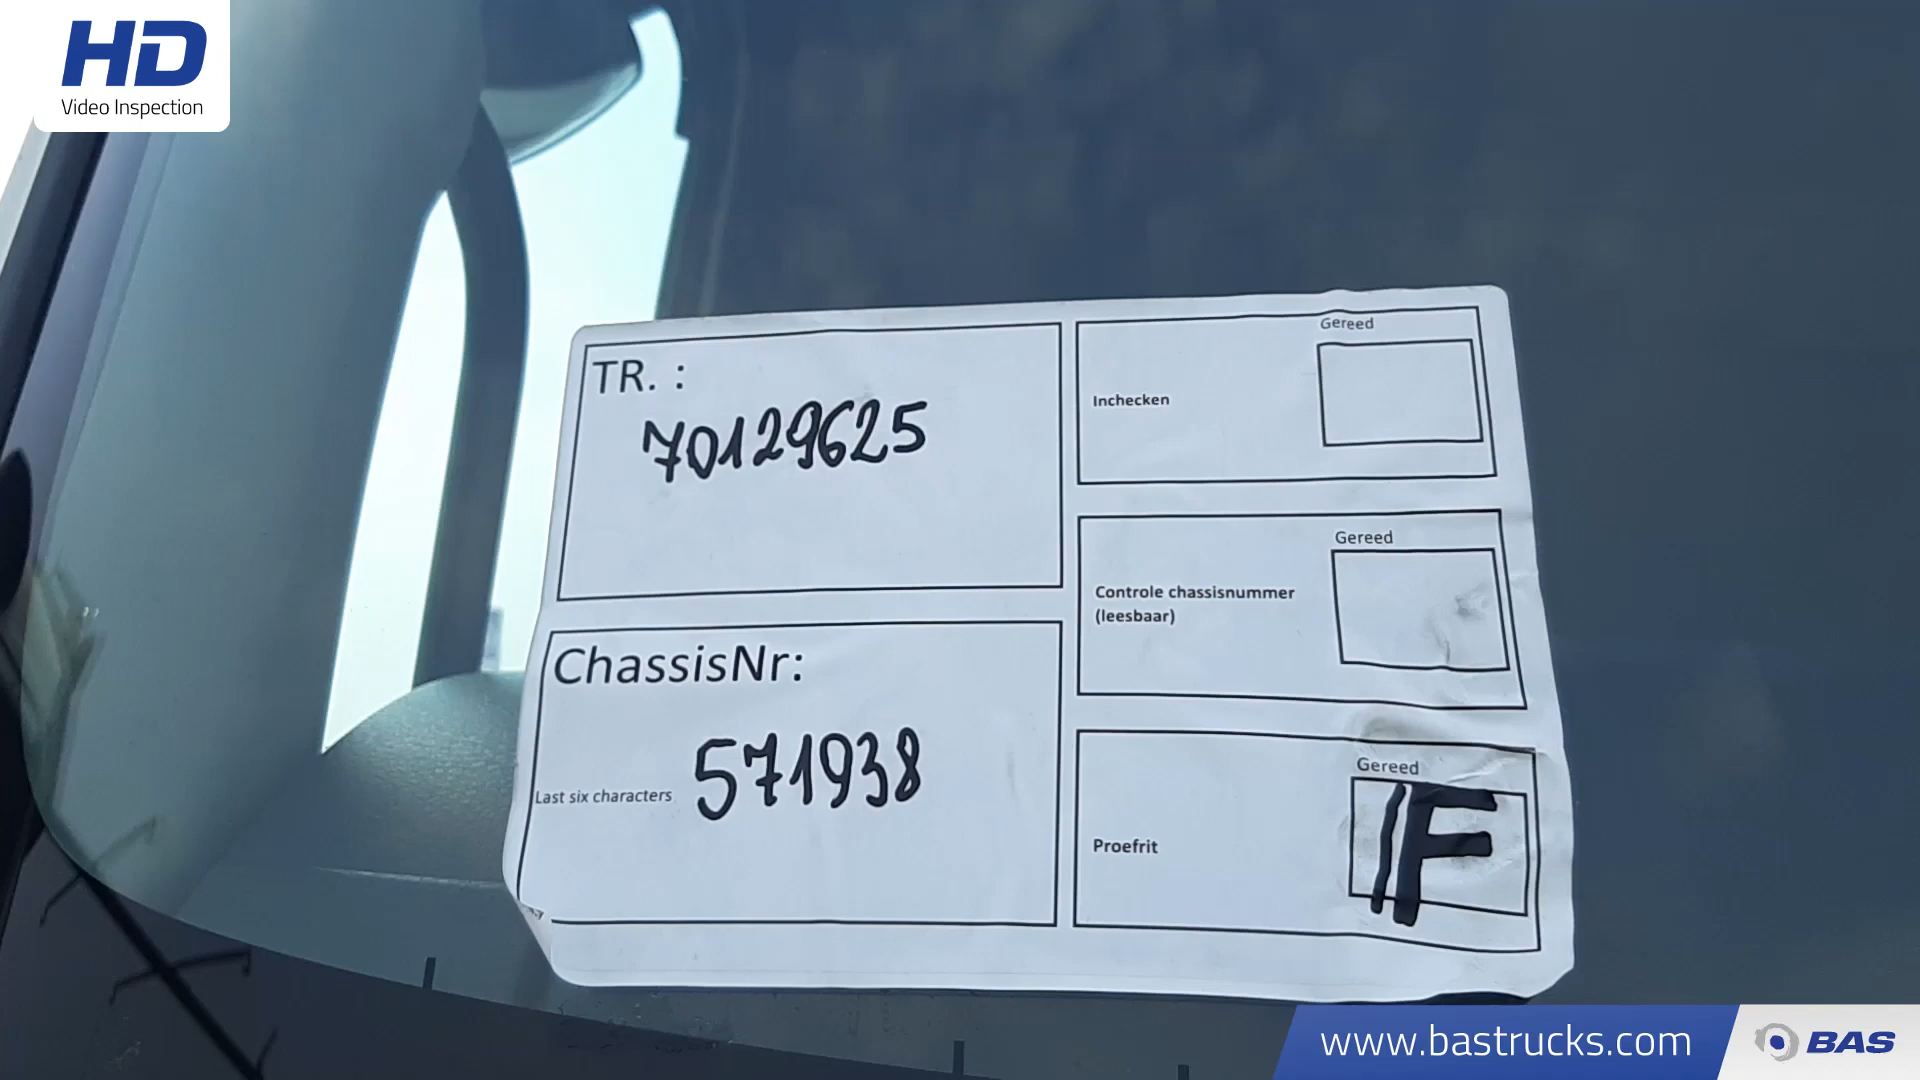 HD
Video Inspection
TR. :
70129625
ChassisNr:
Last six characters 571938
Gereed
Inchecken
Gereed
Controle chassisnummer
(leesbaar)
Gereed
Proefrit
F
www.bastrucks.com
BAS